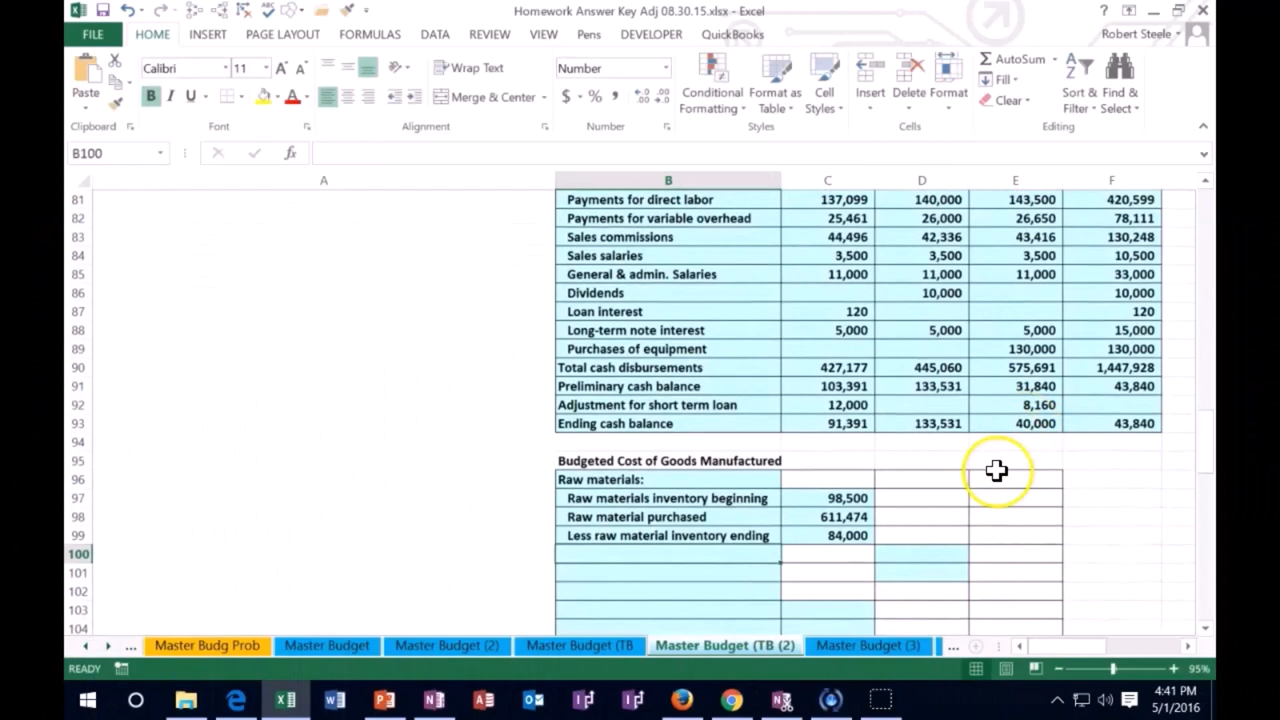 Homework Answer Key Adj 08.30.15.xlsx - Excel
FILE HOME INSERT PAGE LAYOUT FORMULAS DATA REVIEW VIEW Pens DEVELOPER QuickBooks Robert Steele
Calibri 11 Wrap Text Number AutoSum
Paste B I U Merge & Center $ % Conditional Formatting Format as Table Cell Styles Insert Delete Format Fill Clear Sort & Filter Find & Select
Clipboard Font Alignment Number Styles Cells Editing
B100 fx
A B C D E F
81 Payments for direct labor 137,099 140,000 143,500 420,599
82 Payments for variable overhead 25,461 26,000 26,650 78,111
83 Sales commissions 44,496 42,336 43,416 130,248
84 Sales salaries 3,500 3,500 3,500 10,500
85 General & admin. Salaries 11,000 11,000 11,000 33,000
86 Dividends 10,000 10,000
87 Loan interest 120 120
88 Long-term note interest 5,000 5,000 5,000 15,000
89 Purchases of equipment 130,000 130,000
90 Total cash disbursements 427,177 445,060 575,691 1,447,928
91 Preliminary cash balance 103,391 133,531 31,840 43,840
92 Adjustment for short term loan 12,000 8,160
93 Ending cash balance 91,391 133,531 40,000 43,840
94
95 Budgeted Cost of Goods Manufactured
96 Raw materials:
97 Raw materials inventory beginning 98,500
98 Raw material purchased 611,474
99 Less raw material inventory ending 84,000
100
101
102
103
104
... Master Budg Prob Master Budget Master Budget (2) Master Budget (TB Master Budget (TB (2) Master Budget (3) ...
READY 95%
4:41 PM
5/1/2016